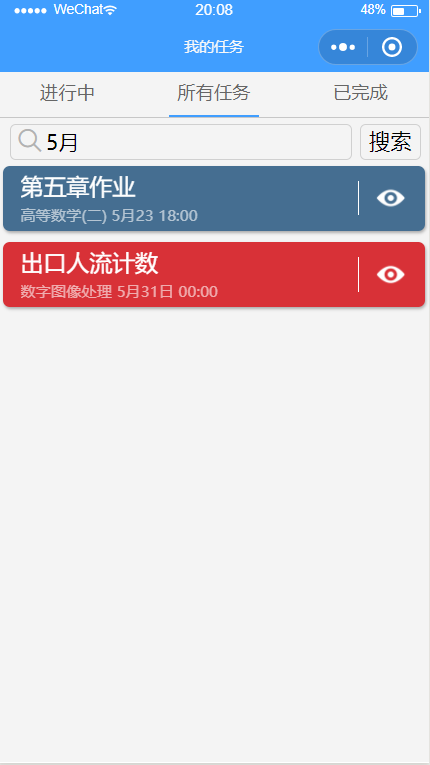 WeChat 20:08 48%
我的任务
进行中 所有任务 已完成
5月 搜索
第五章作业
高等数学(二) 5月23 18:00
出口人流计数
数字图像处理 5月31日 00:00